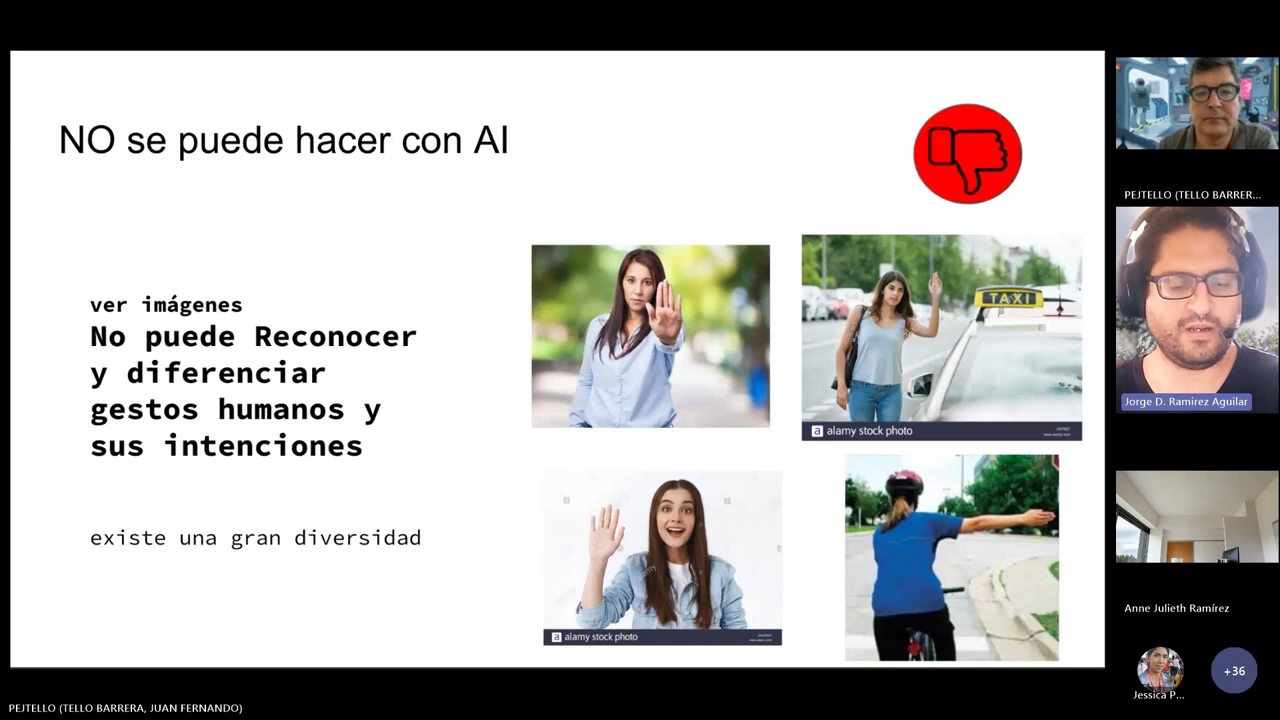 NO se puede hacer con AI
ver imágenes
No puede Reconocer
y diferenciar
gestos humanos y
sus intenciones
existe una gran diversidad
TAXI
a alamy stock photo
a alamy stock photo
alamy
PEJTELLO (TELLO BARRER...
Jorge D. Ramirez Aguilar
Anne Julieth Ramírez
Jessica P...
+36
PEJTELLO (TELLO BARRERA, JUAN FERNANDO)